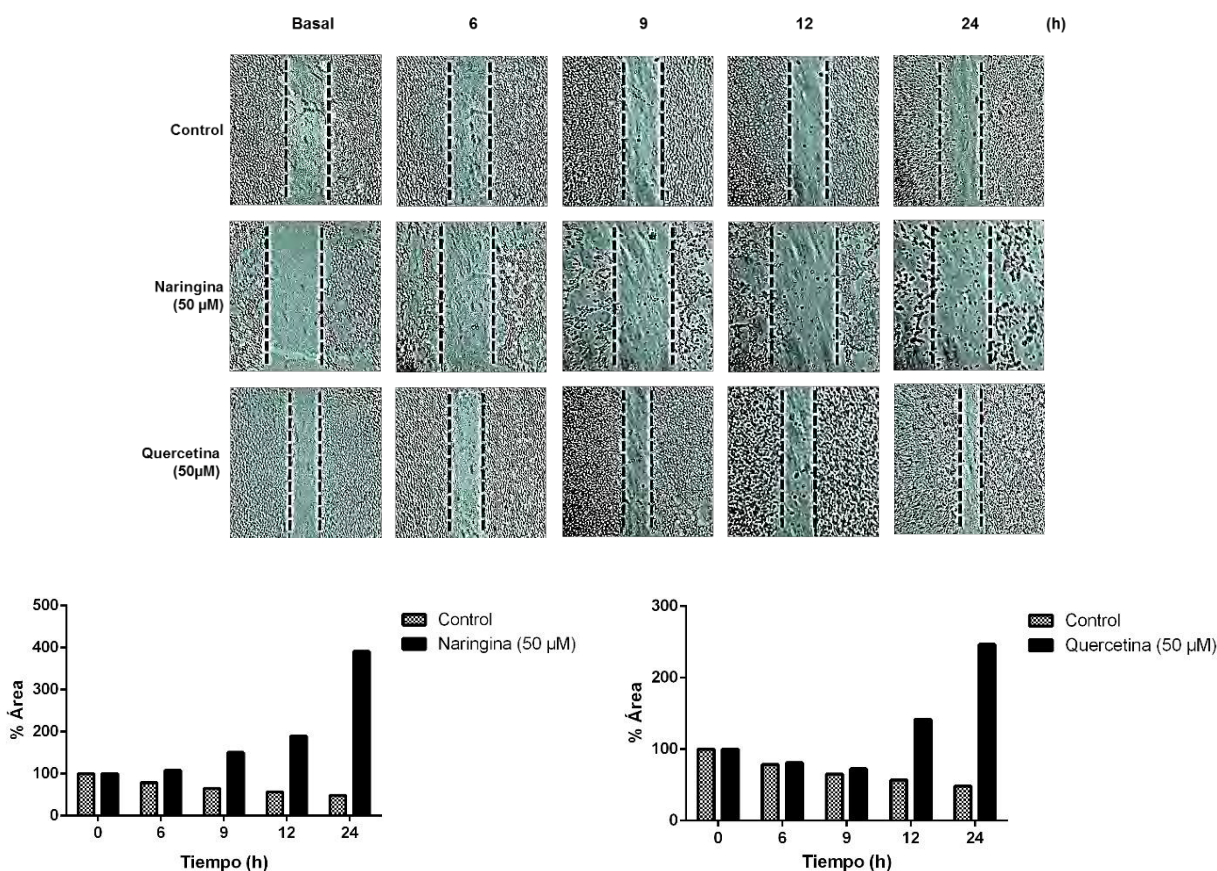 Basal 6 9 12 24 (h)
Control
Naringina
(50 µM)
Quercetina
(50µM)
500
400
300
200
100
0
% Área
0 6 9 12 24
Tiempo (h)
Control
Naringina (50 µM)
300
200
100
0
% Área
0 6 9 12 24
Tiempo (h)
Control
Quercetina (50 µM)